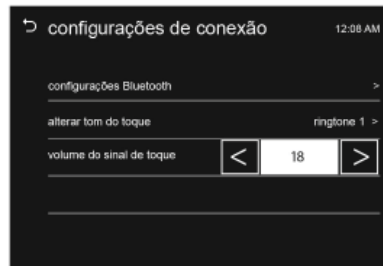 configurações de conexão 12:08 AM
configurações Bluetooth >
alterar tom do toque ringtone 1 >
volume do sinal de toque < 18 >